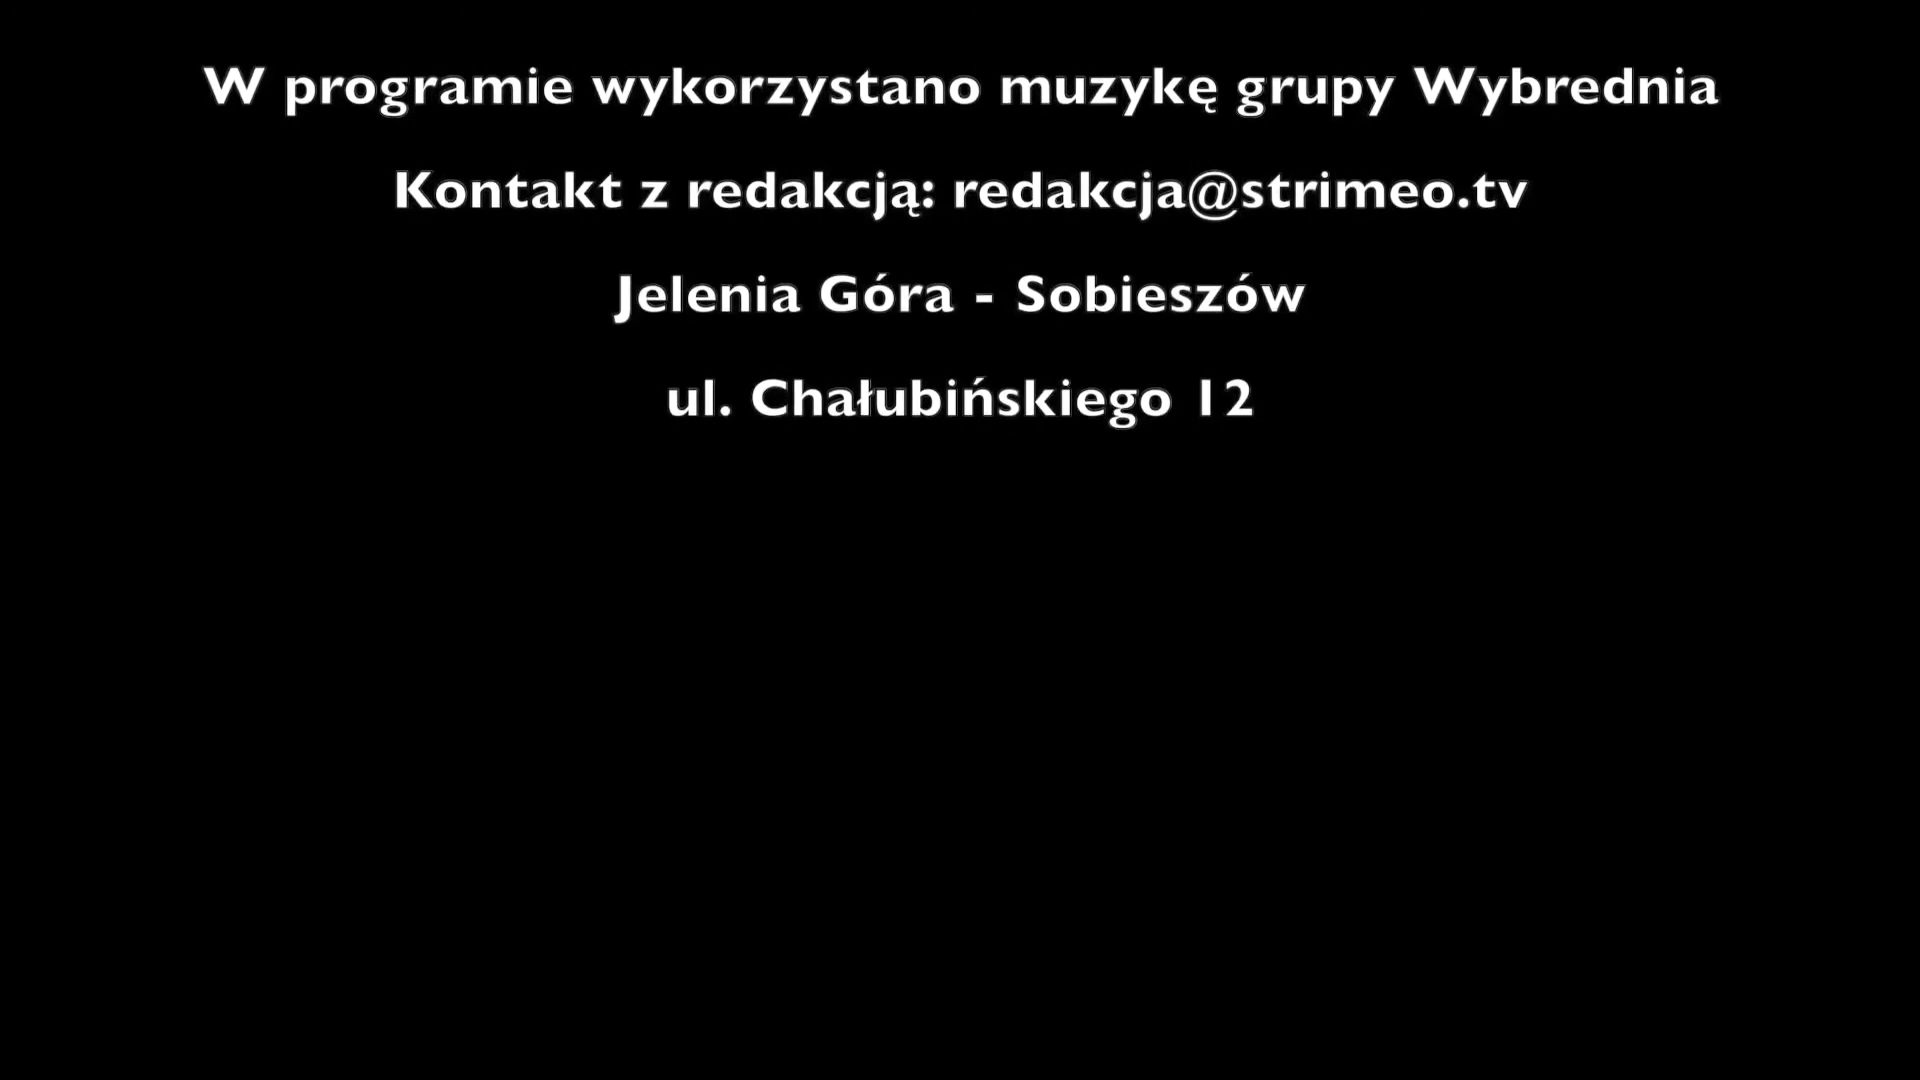 W programie wykorzystano muzykę grupy Wybrednia
Kontakt z redakcją: redakcja@strimeo.tv
Jelenia Góra - Sobieszów
ul. Chałubińskiego 12